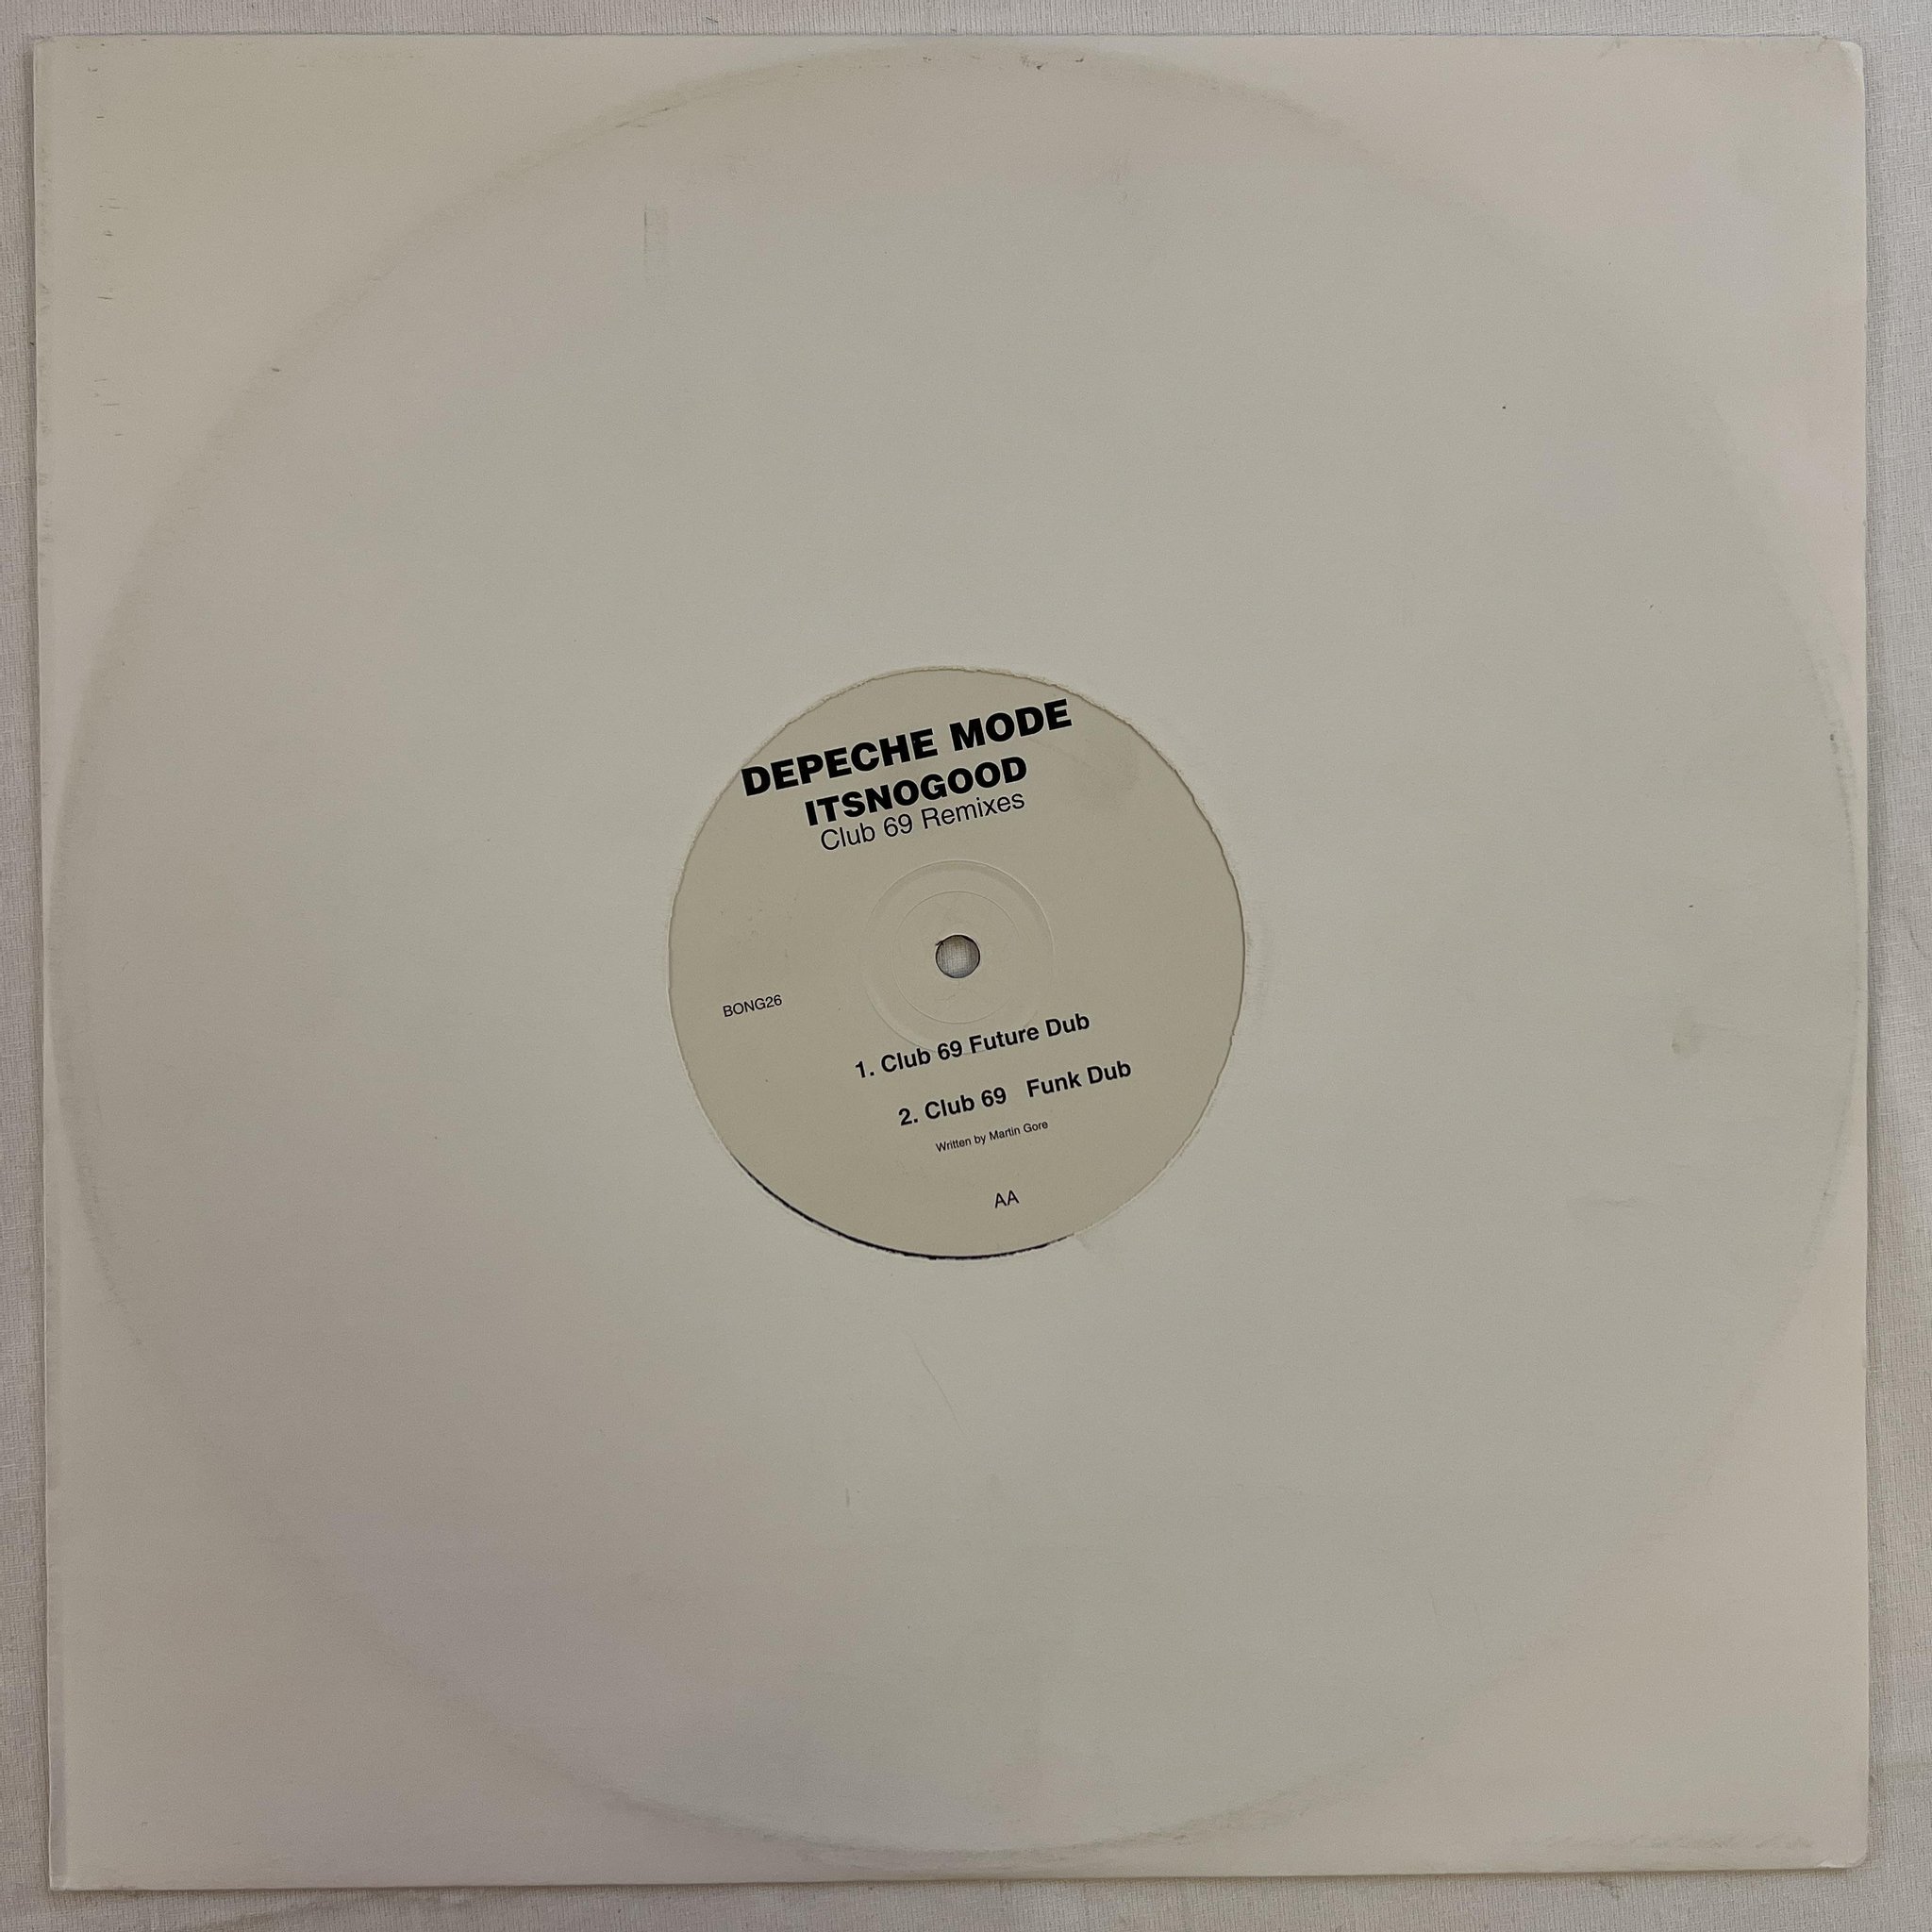 DEPECHE MODE
ITSNOGOOD
Club 69 Remixes
BONG26
1. Club 69 Future Dub
2. Club 69 Funk Dub
Written by Martin Gore
AA